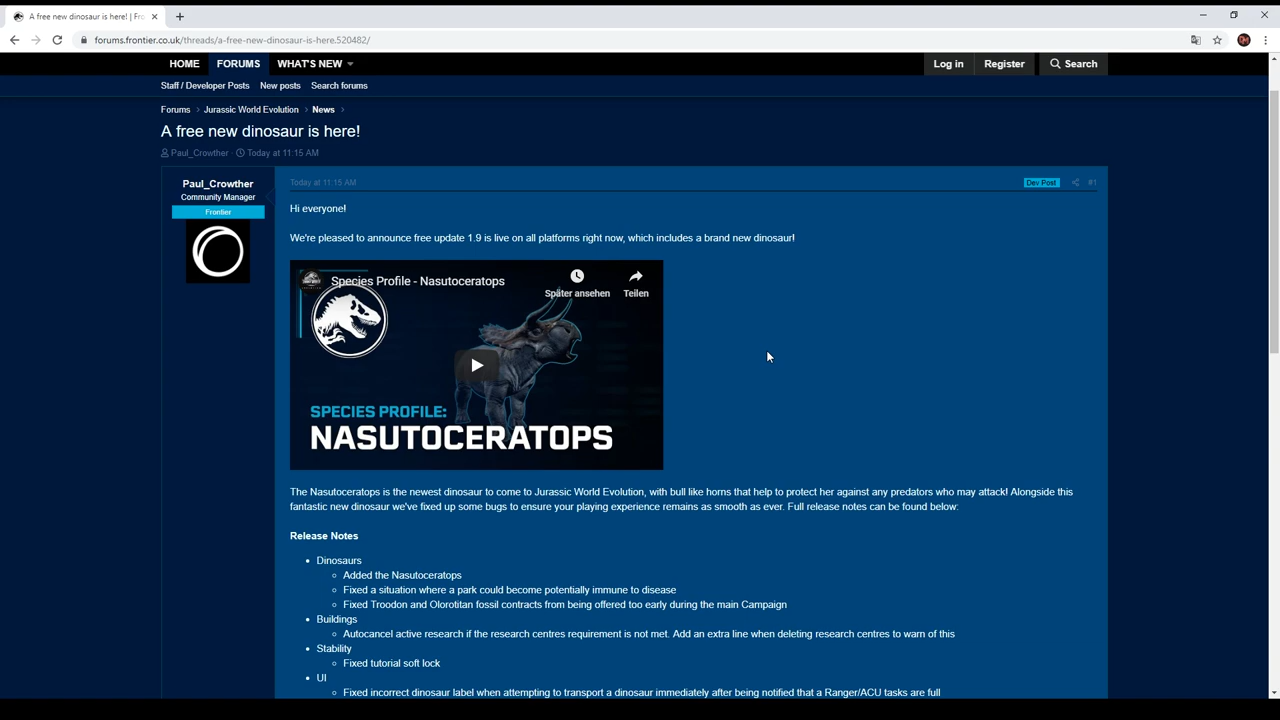 A free new dinosaur is here! | Fro
forums.frontier.co.uk/threads/a-free-new-dinosaur-is-here.520482/
HOME FORUMS WHAT'S NEW Log in Register Search
Staff / Developer Posts New posts Search forums
Forums Jurassic World Evolution News
A free new dinosaur is here!
Paul_Crowther Today at 11:15 AM
Paul_Crowther
Community Manager
Frontier
Today at 11:15 AM Dev Post #1
Hi everyone!
We're pleased to announce free update 1.9 is live on all platforms right now, which includes a brand new dinosaur!
Species Profile - Nasutoceratops
Später ansehen Teilen
SPECIES PROFILE:
NASUTOCERATOPS
The Nasutoceratops is the newest dinosaur to come to Jurassic World Evolution, with bull like horns that help to protect her against any predators who may attack! Alongside this
fantastic new dinosaur we've fixed up some bugs to ensure your playing experience remains as smooth as ever. Full release notes can be found below:
Release Notes
Dinosaurs
Added the Nasutoceratops
Fixed a situation where a park could become potentially immune to disease
Fixed Troodon and Olorotitan fossil contracts from being offered too early during the main Campaign
Buildings
Autocancel active research if the research centres requirement is not met. Add an extra line when deleting research centres to warn of this
Stability
Fixed tutorial soft lock
UI
Fixed incorrect dinosaur label when attempting to transport a dinosaur immediately after being notified that a Ranger/ACU tasks are full